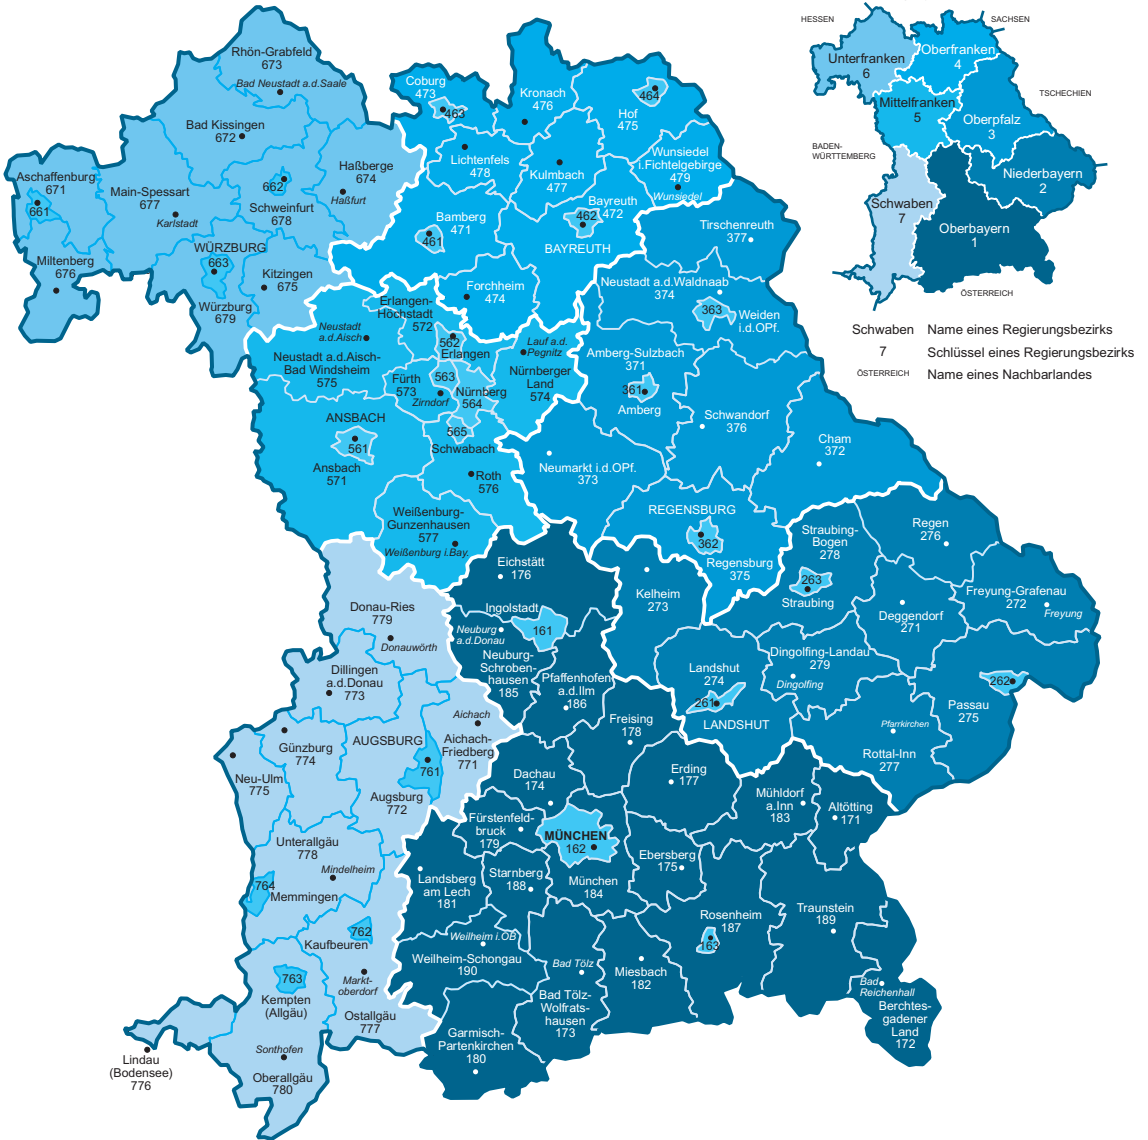 HESSEN
SACHSEN
TSCHECHIEN
BADEN-
WÜRTTEMBERG
ÖSTERREICH
Unterfranken
6
Oberfranken
4
Mittelfranken
5
Oberpfalz
3
Niederbayern
2
Schwaben
7
Oberbayern
1
Schwaben Name eines Regierungsbezirks
7 Schlüssel eines Regierungsbezirks
ÖSTERREICH Name eines Nachbarlandes
Rhön-Grabfeld
673
Bad Neustadt a.d.Saale
Bad Kissingen
672
Haßberge
674
Haßfurt
Aschaffenburg
671
661
Main-Spessart
677
Karlstadt
662
Schweinfurt
678
Miltenberg
676
WÜRZBURG
663
Würzburg
679
Kitzingen
675
Coburg
473
463
Kronach
476
464
Hof
475
Lichtenfels
478
Kulmbach
477
Wunsiedel
i.Fichtelgebirge
479
Wunsiedel
Bamberg
471
461
Bayreuth
472
462
BAYREUTH
Forchheim
474
Tirschenreuth
377
Neustadt a.d.Waldnaab
374
363
Weiden
i.d.OPf.
Neustadt
a.d.Aisch
Neustadt a.d.Aisch-
Bad Windsheim
575
Erlangen-
Höchstadt
572
562
Erlangen
Lauf a.d.
Pegnitz
Nürnberger
Land
574
Fürth
573
563
Zirndorf
Nürnberg
564
565
Schwabach
ANSBACH
561
Ansbach
571
Roth
576
Weißenburg-
Gunzenhausen
577
Weißenburg i.Bay.
Amberg-Sulzbach
371
361
Amberg
Schwandorf
376
Cham
372
Neumarkt i.d.OPf.
373
REGENSBURG
362
Regensburg
375
Straubing-
Bogen
278
263
Straubing
Regen
276
Freyung-Grafenau
272
Freyung
Deggendorf
271
Kelheim
273
Dingolfing-Landau
279
Dingolfing
Landshut
274
261
LANDSHUT
262
Passau
275
Pfarrkirchen
Rottal-Inn
277
Eichstätt
176
Ingolstadt
161
Neuburg
a.d.Donau
Neuburg-
Schroben-
hausen
185
Pfaffenhofen
a.d.Ilm
186
Freising
178
Erding
177
Dachau
174
Mühldorf
a.Inn
183
Altötting
171
Fürstenfeld-
bruck
179
MÜNCHEN
162
München
184
Ebersberg
175
Landsberg
am Lech
181
Starnberg
188
Rosenheim
187
163
Traunstein
189
Weilheim i.OB
Weilheim-Schongau
190
Bad Tölz
Bad Tölz-
Wolfrats-
hausen
173
Miesbach
182
Bad
Reichenhall
Berchtes-
gadener
Land
172
Garmisch-
Partenkirchen
180
Donau-Ries
779
Donauwörth
Dillingen
a.d.Donau
773
Günzburg
774
Neu-Ulm
775
AUGSBURG
761
Augsburg
772
Aichach
Aichach-
Friedberg
771
Unterallgäu
778
Mindelheim
764
Memmingen
762
Kaufbeuren
763
Kempten
(Allgäu)
Markt-
oberdorf
Ostallgäu
777
Lindau
(Bodensee)
776
Sonthofen
Oberallgäu
780